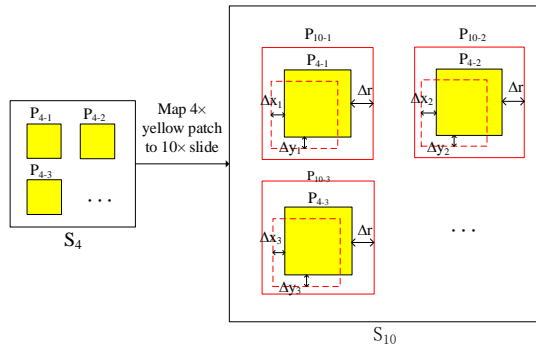 P4-1 P4-2
P4-3 ...
S4
Map 4×
yellow patch
to 10× slide
P10-1
P4-1
Δr
Δx1
Δy1
P10-2
P4-2
Δr
Δx2
Δy2
P10-3
P4-3
Δr
Δx3
Δy3
...
S10